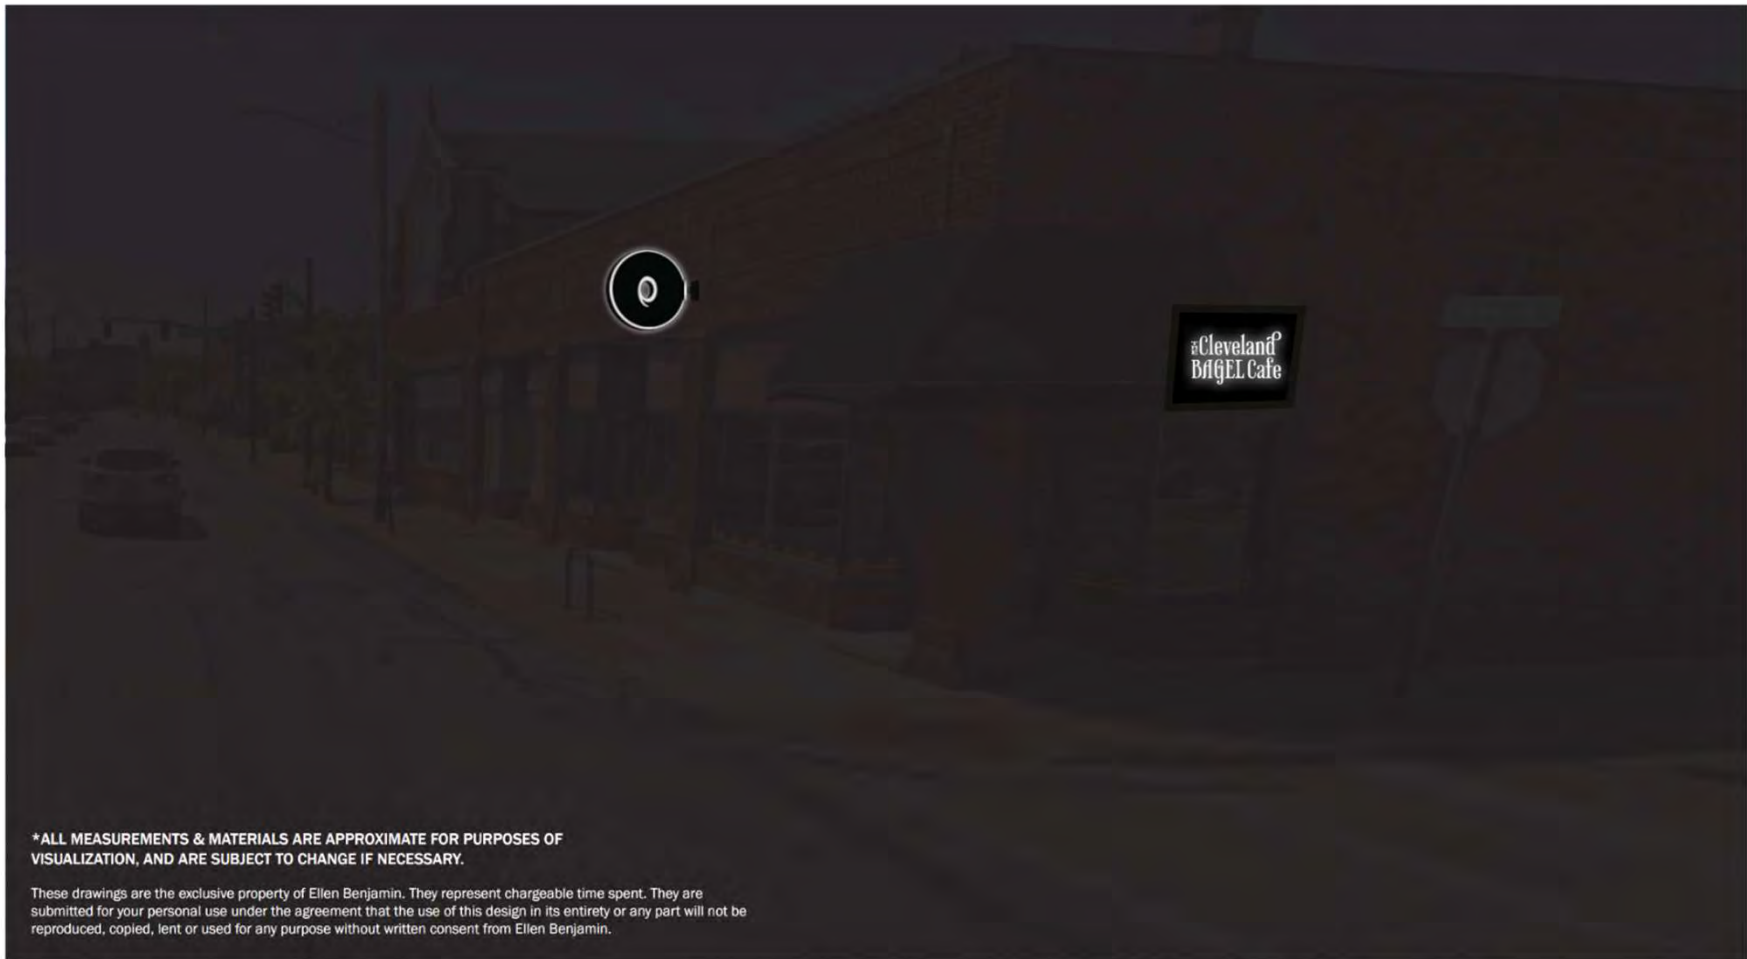 The Cleveland
BAGEL Cafe
*ALL MEASUREMENTS & MATERIALS ARE APPROXIMATE FOR PURPOSES OF
VISUALIZATION, AND ARE SUBJECT TO CHANGE IF NECESSARY.
These drawings are the exclusive property of Ellen Benjamin. They represent chargeable time spent. They are
submitted for your personal use under the agreement that the use of this design in its entirety or any part will not be
reproduced, copied, lent or used for any purpose without written consent from Ellen Benjamin.